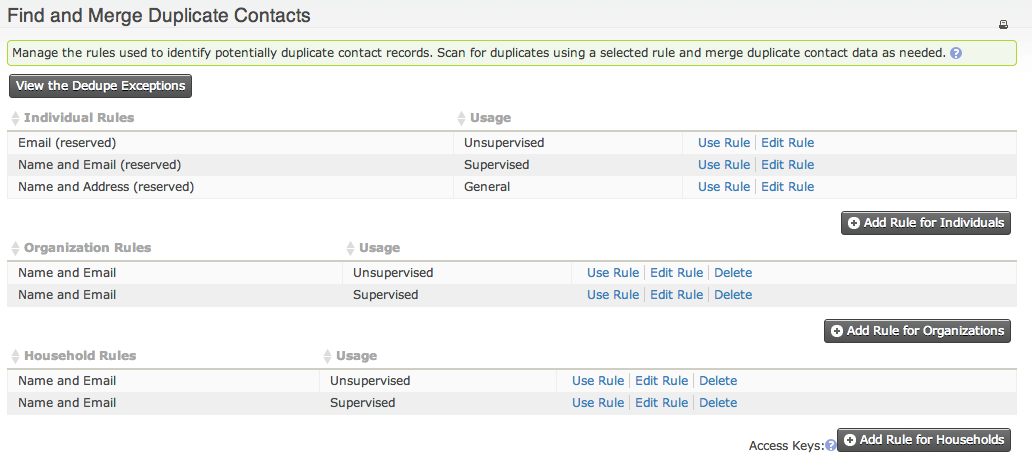 Find and Merge Duplicate Contacts
Manage the rules used to identify potentially duplicate contact records. Scan for duplicates using a selected rule and merge duplicate contact data as needed. ?
View the Dedupe Exceptions
Individual Rules Usage
Email (reserved) Unsupervised Use Rule Edit Rule
Name and Email (reserved) Supervised Use Rule Edit Rule
Name and Address (reserved) General Use Rule Edit Rule
Add Rule for Individuals
Organization Rules Usage
Name and Email Unsupervised Use Rule Edit Rule Delete
Name and Email Supervised Use Rule Edit Rule Delete
Add Rule for Organizations
Household Rules Usage
Name and Email Unsupervised Use Rule Edit Rule Delete
Name and Email Supervised Use Rule Edit Rule Delete
Access Keys: ? Add Rule for Households